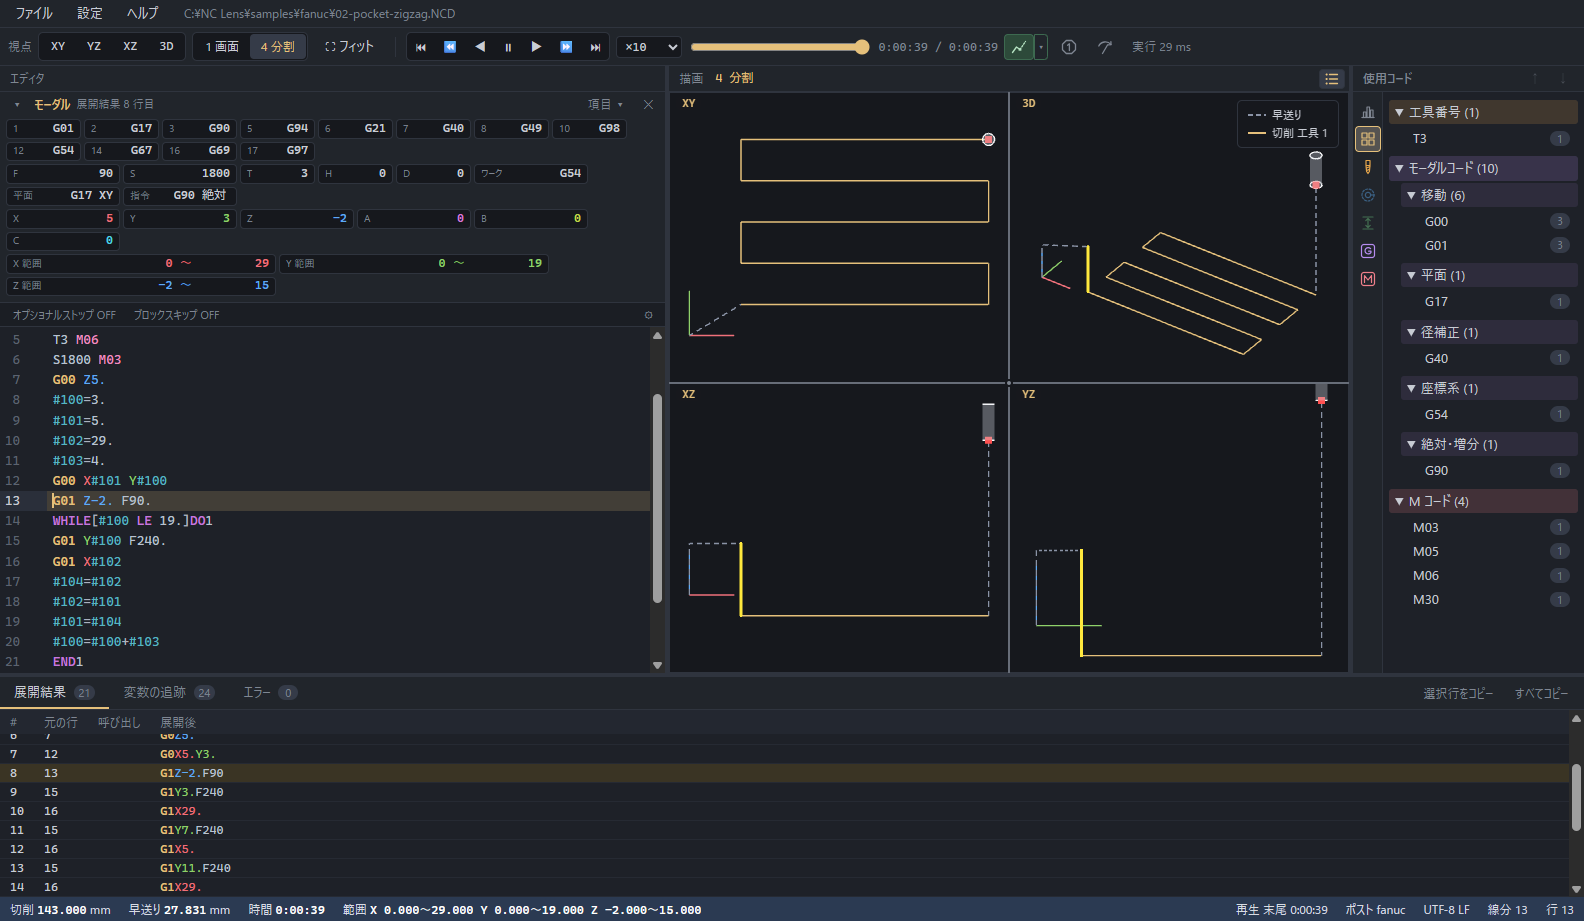 ファイル 設定 ヘルプ C:¥NC Lens¥samples¥fanuc¥02-pocket-zigzag.NCD
視点 XY YZ XZ 3D 1 画面 4 分割 フィット ×10 0:00:39 / 0:00:39 実行 29 ms
エディタ
モーダル 展開結果 8 行目 項目
1 G01 2 G17 3 G90 5 G94 6 G21 7 G40 8 G49 10 G98
12 G54 14 G67 16 G69 17 G97
F 90 S 1800 T 3 H 0 D 0 ワーク G54
平面 G17 XY 指令 G90 絶対
X 5 Y 3 Z −2 A 0 B 0
C 0
X 範囲 0 〜 29 Y 範囲 0 〜 19
Z 範囲 −2 〜 15
オプショナルストップ OFF ブロックスキップ OFF
5 T3 M06
6 S1800 M03
7 G00 Z5.
8 #100=3.
9 #101=5.
10 #102=29.
11 #103=4.
12 G00 X#101 Y#100
13 G01 Z-2. F90.
14 WHILE[#100 LE 19.]DO1
15 G01 Y#100 F240.
16 G01 X#102
17 #104=#102
18 #102=#101
19 #101=#104
20 #100=#100+#103
21 END1
描画 4 分割
XY
3D
早送り
切削 工具 1
XZ
YZ
使用コード
工具番号 (1)
T3 1
モーダルコード (10)
移動 (6)
G00 3
G01 3
平面 (1)
G17 1
径補正 (1)
G40 1
座標系 (1)
G54 1
絶対・増分 (1)
G90 1
M コード (4)
M03 1
M05 1
M06 1
M30 1
G
M
展開結果 21 変数の追跡 24 エラー 0 選択行をコピー すべてコピー
# 元の行 呼び出し 展開後
6 7 G0Z5.
7 12 G0X5.Y3.
8 13 G1Z-2.F90
9 15 G1Y3.F240
10 16 G1X29.
11 15 G1Y7.F240
12 16 G1X5.
13 15 G1Y11.F240
14 16 G1X29.
切削 143.000 mm 早送り 27.831 mm 時間 0:00:39 範囲 X 0.000〜29.000 Y 0.000〜19.000 Z -2.000〜15.000 再生 末尾 0:00:39 ポスト fanuc UTF-8 LF 線分 13 行 13